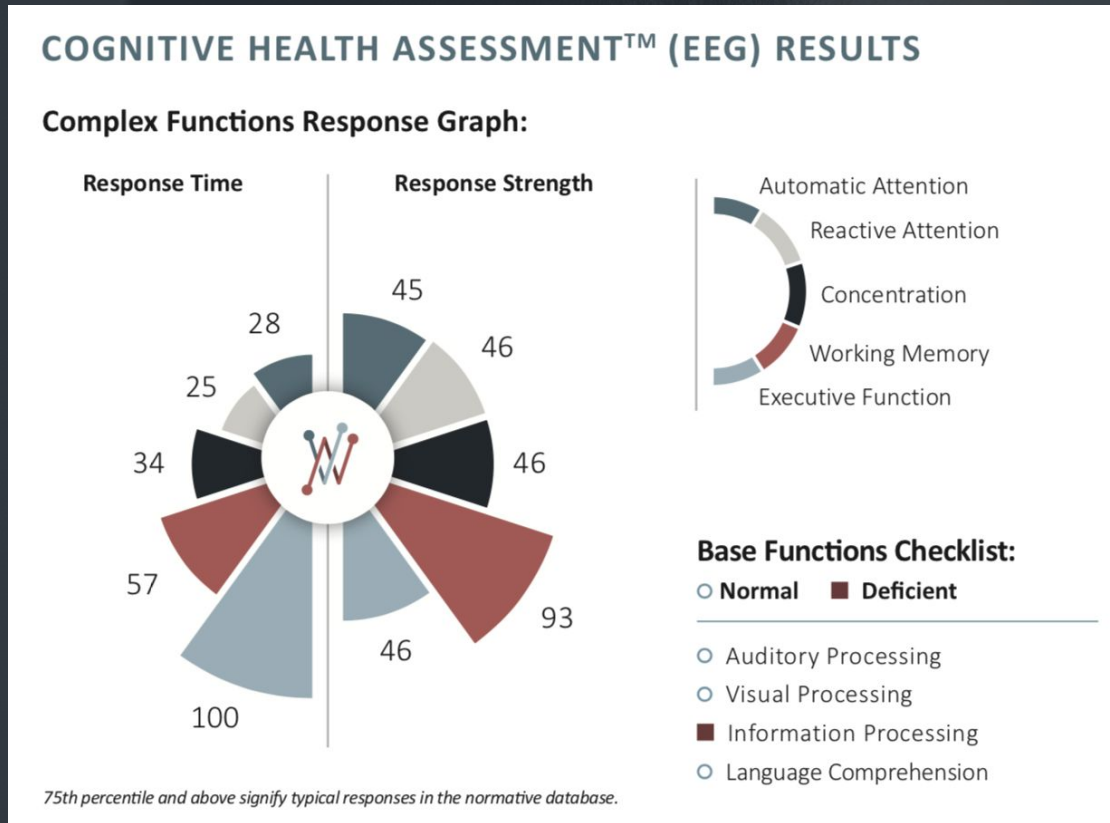 COGNITIVE HEALTH ASSESSMENT™ (EEG) RESULTS
Complex Functions Response Graph:
Response Time
Response Strength
45
46
46
93
46
28
25
34
57
100
Automatic Attention
Reactive Attention
Concentration
Working Memory
Executive Function
Base Functions Checklist:
Normal Deficient
Auditory Processing
Visual Processing
Information Processing
Language Comprehension
75th percentile and above signify typical responses in the normative database.